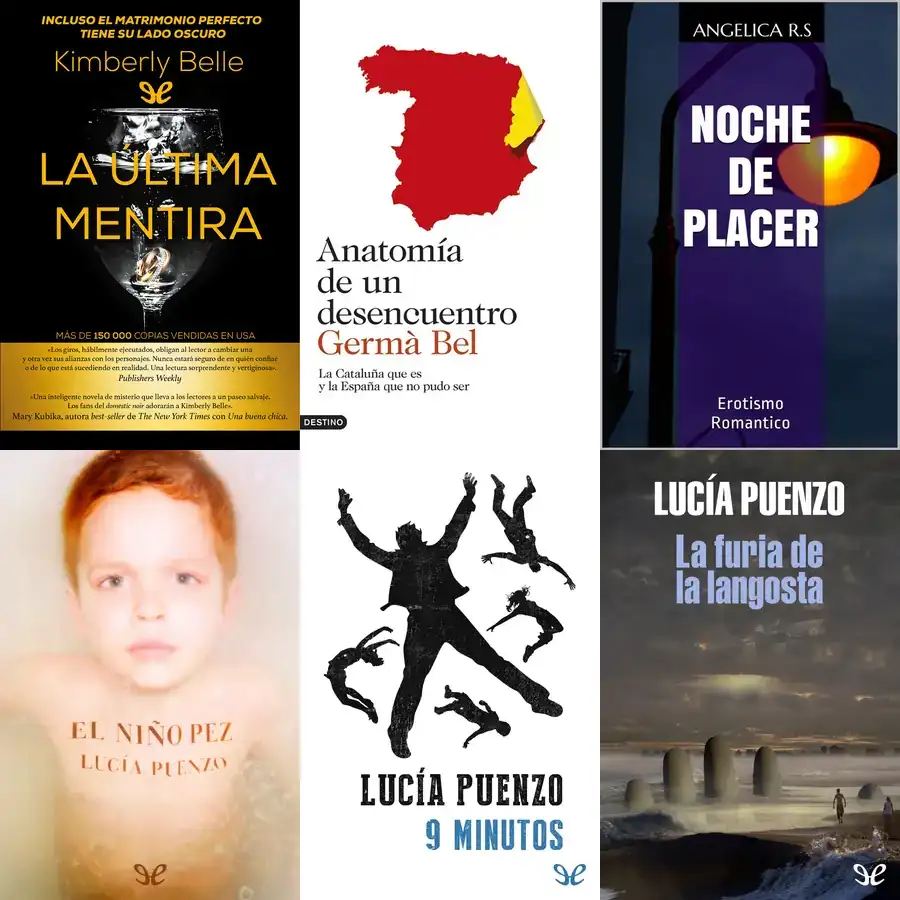 INCLUSO EL MATRIMONIO PERFECTO
TIENE SU LADO OSCURO
Kimberly Belle
LA ÚLTIMA
MENTIRA
MÁS DE 150 000 COPIAS VENDIDAS EN USA
«Los giros, hábilmente ejecutados, obligan al lector a cambiar una
y otra vez sus alianzas con los personajes. Nunca estará seguro de en quién confiar
o de lo que está sucediendo en realidad. Una lectura sorprendente y vertiginosa».
Publishers Weekly
«Una inteligente novela de misterio que lleva a los lectores a un paseo salvaje.
Los fans del domestic noir adorarán a Kimberly Belle».
Mary Kubika, autora best-seller de The New York Times con Una buena chica.
Anatomía
de un
desencuentro
Germà Bel
La Cataluña que es
y la España que no pudo ser
DESTINO
ANGELICA R.S
NOCHE
DE
PLACER
Erotismo
Romantico
EL NIÑO PEZ
LUCÍA PUENZO
LUCÍA PUENZO
9 MINUTOS
LUCÍA PUENZO
La furia de
la langosta